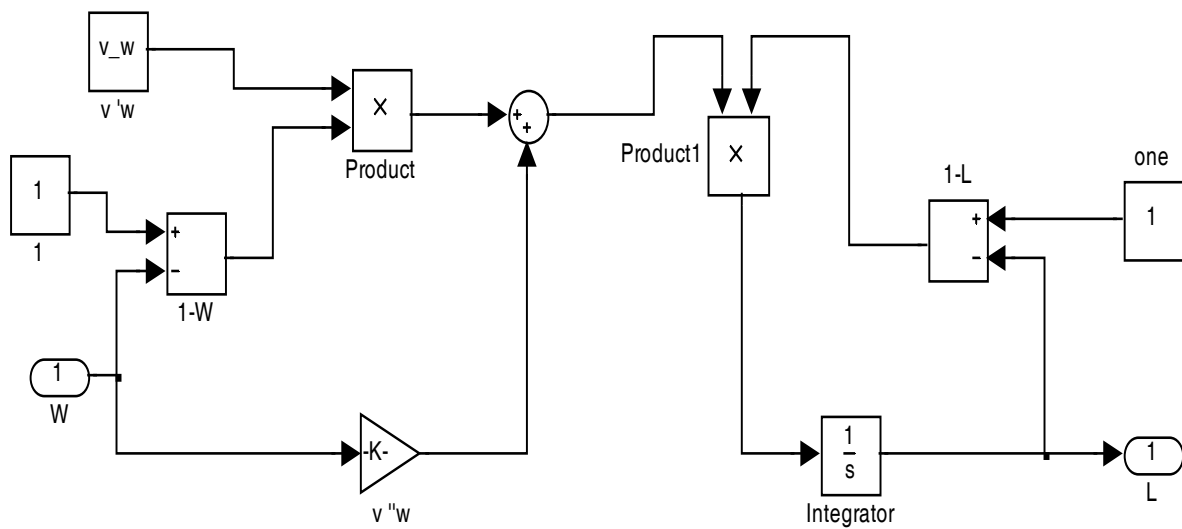 v_w
v 'w
X
Product
+
+
Product1
X
one
1
1-L
+
-
1
1
+
-
1-W
1
W
-K-
v "w
1
s
Integrator
1
L